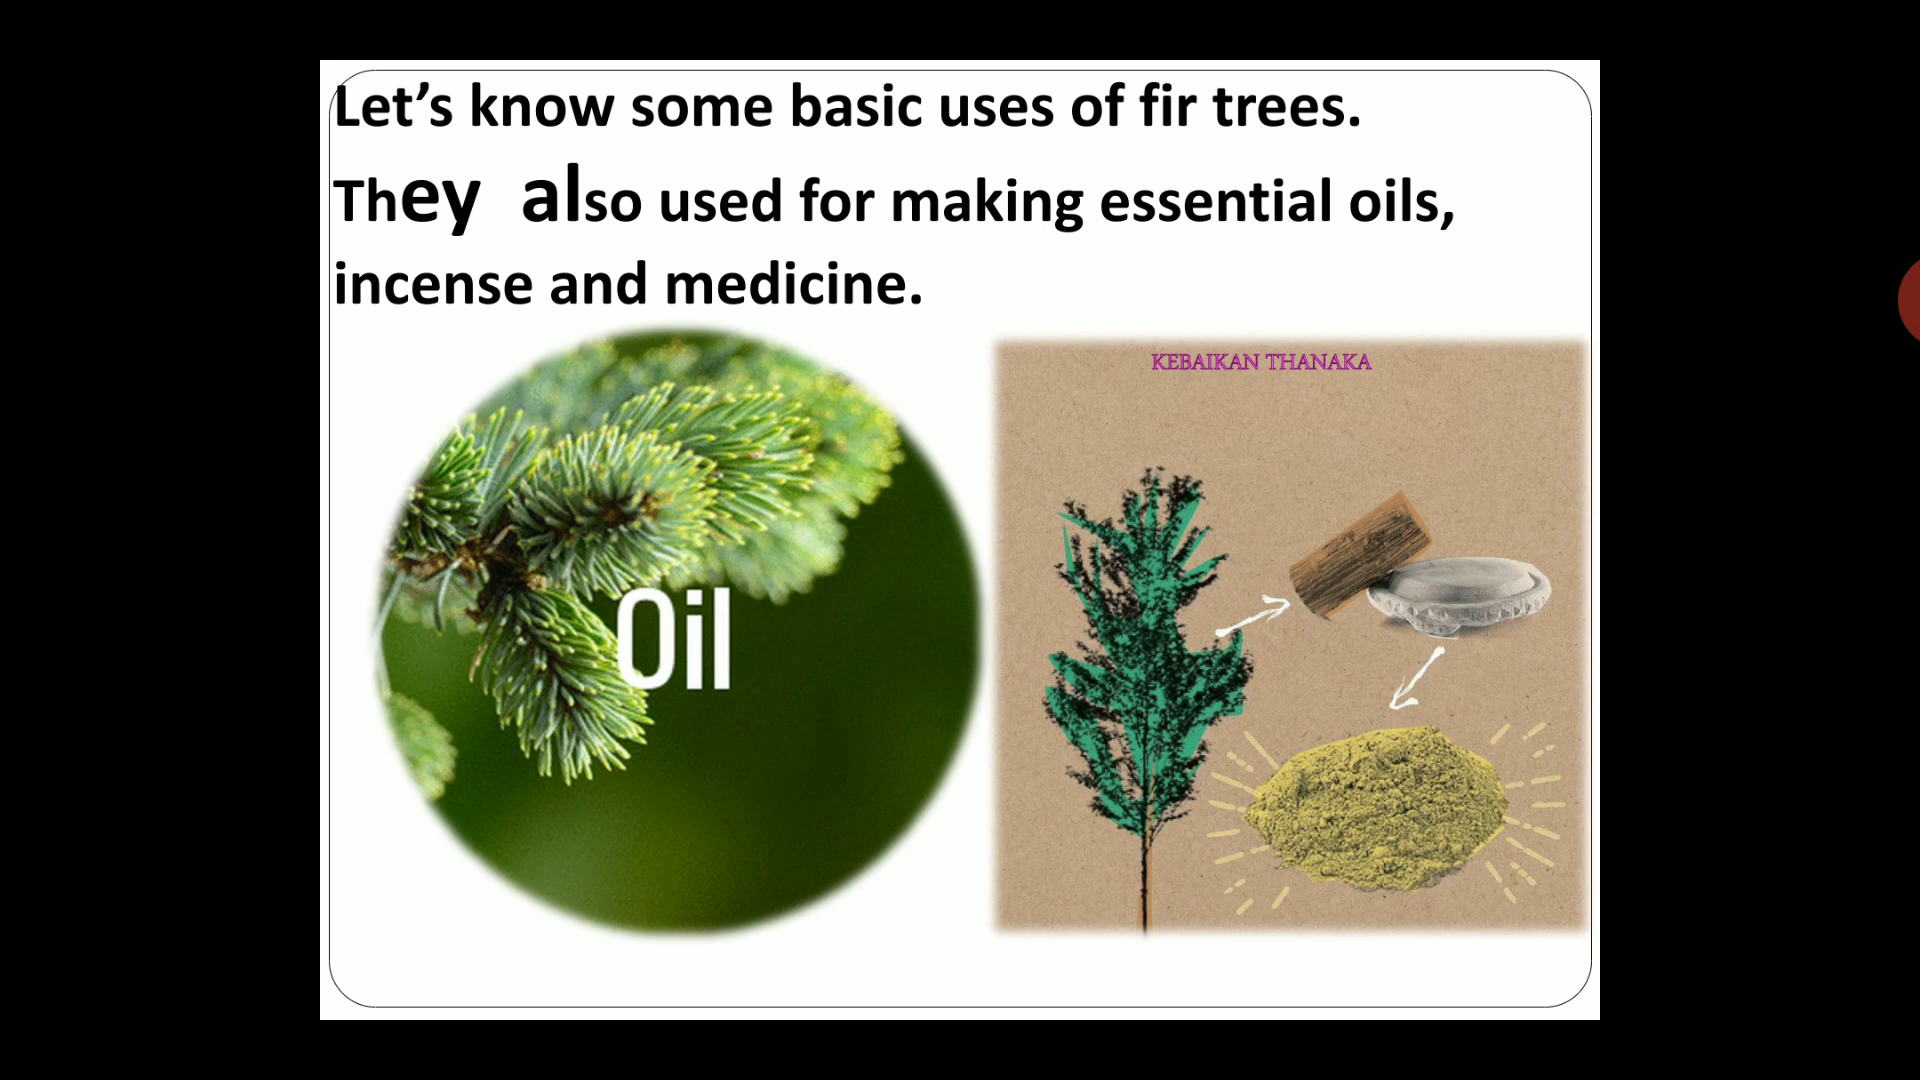 Let’s know some basic uses of fir trees.
They also used for making essential oils,
incense and medicine.
KEBAIKAN THANAKA
Oil